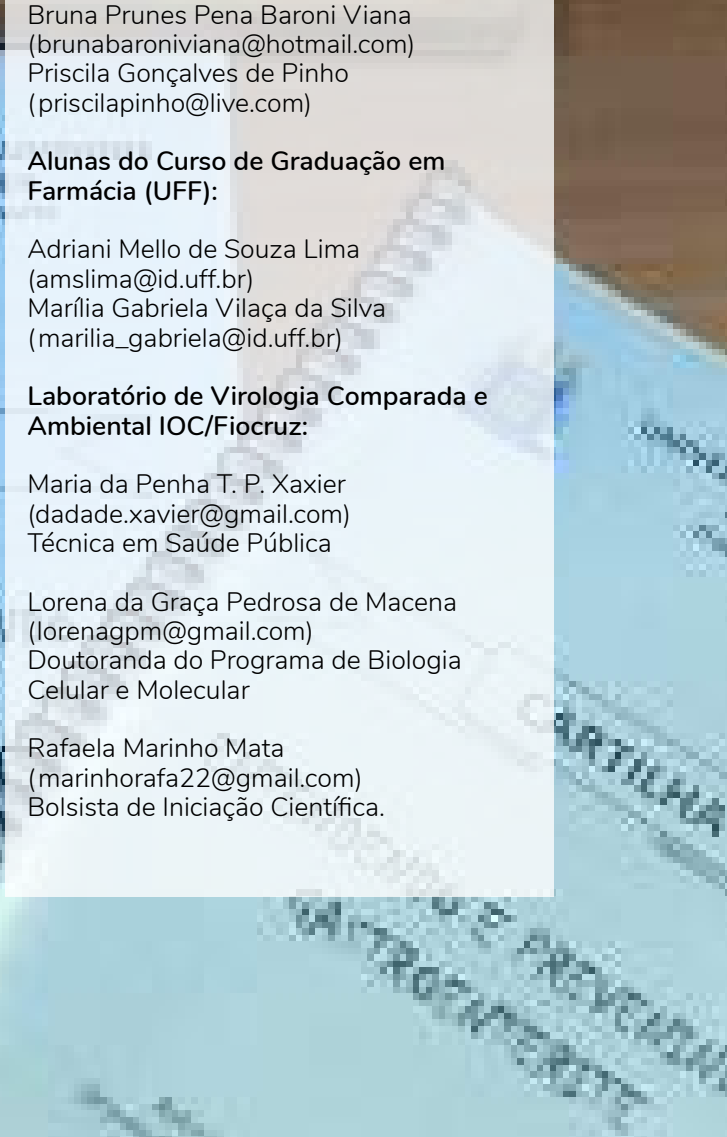 Bruna Prunes Pena Baroni Viana
(brunabaroniviana@hotmail.com)
Priscila Gonçalves de Pinho
(priscilapinho@live.com)
Alunas do Curso de Graduação em
Farmácia (UFF):
Adriani Mello de Souza Lima
(amslima@id.uff.br)
Marília Gabriela Vilaça da Silva
(marilia_gabriela@id.uff.br)
Laboratório de Virologia Comparada e
Ambiental IOC/Fiocruz:
Maria da Penha T. P. Xaxier
(dadade.xavier@gmail.com)
Técnica em Saúde Pública
Lorena da Graça Pedrosa de Macena
(lorenagpm@gmail.com)
Doutoranda do Programa de Biologia
Celular e Molecular
Rafaela Marinho Mata
(marinhorafa22@gmail.com)
Bolsista de Iniciação Científica.
CARTILHA